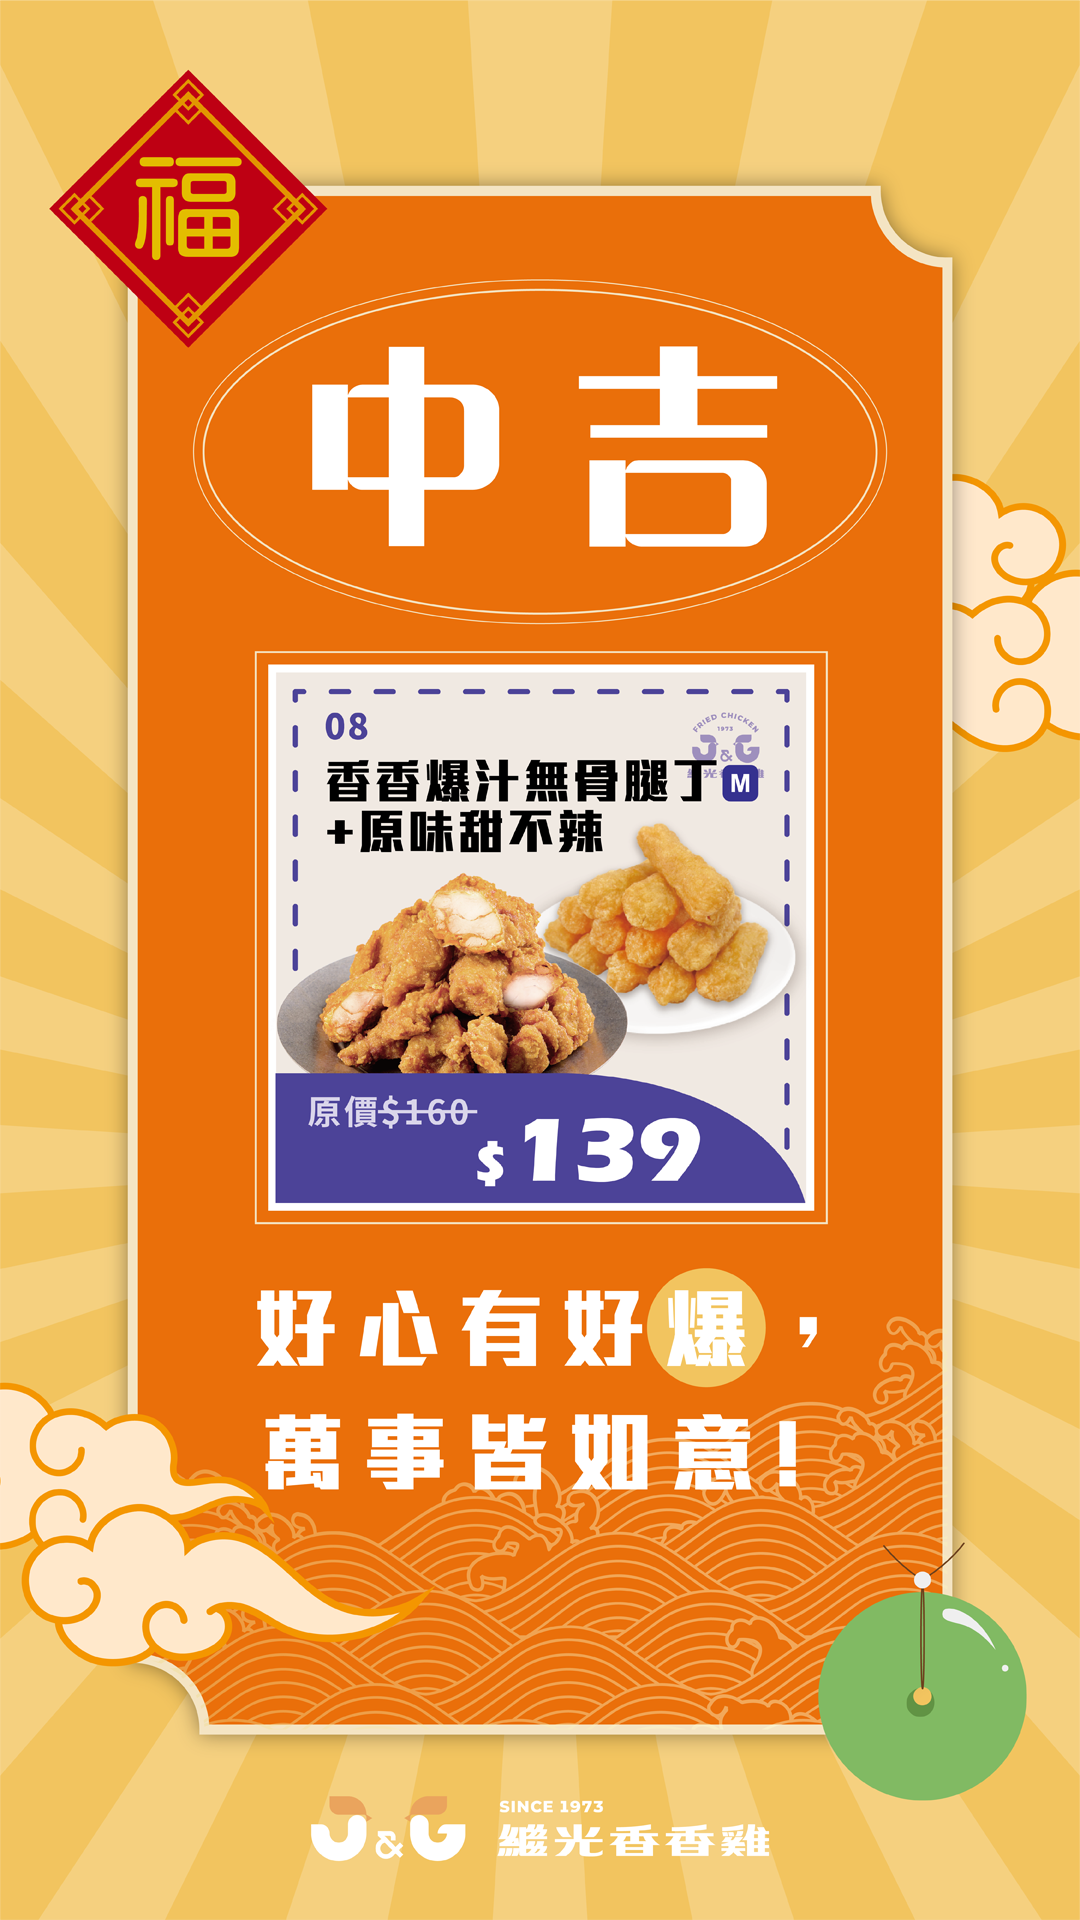 福
中吉
08
FRIED CHICKEN
1973
J&G
香香爆汁無骨腿丁 M
+原味甜不辣
原價$160
$139
好心有好爆，
萬事皆如意！
J&G
SINCE 1973
繼光香香雞